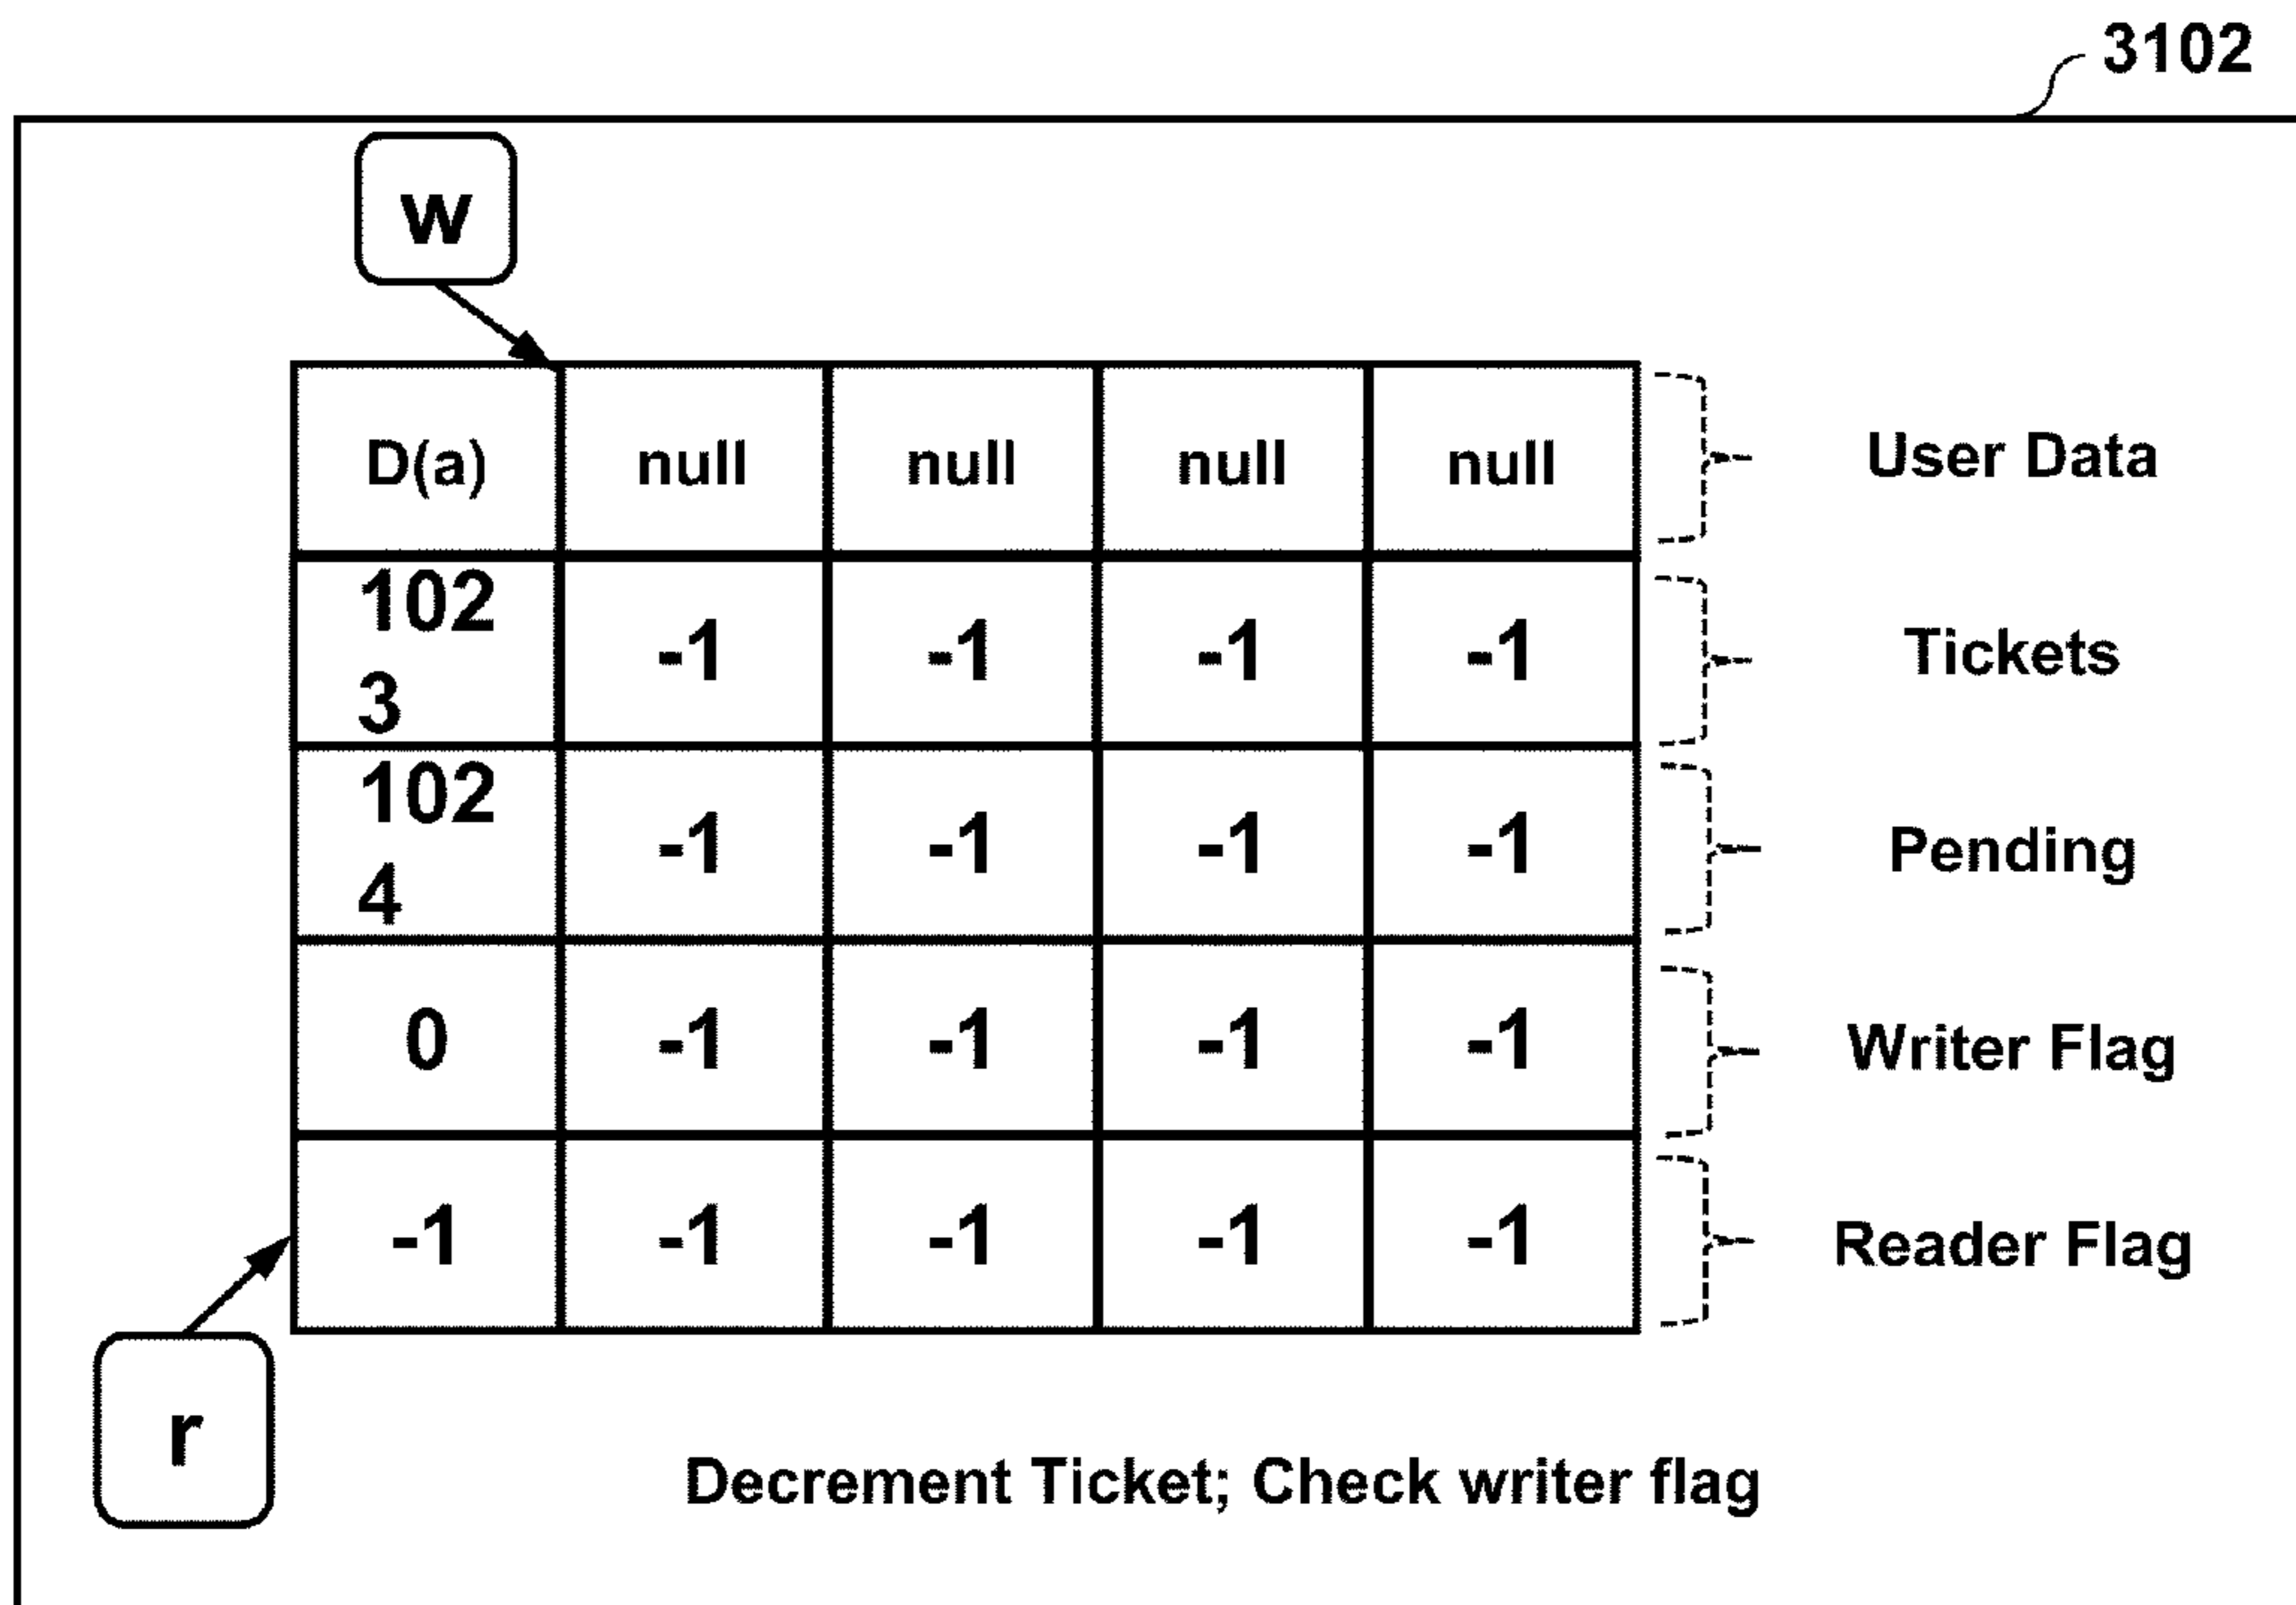 3102
w
D(a) null null null null User Data
102
3 -1 -1 -1 -1 Tickets
102
4 -1 -1 -1 -1 Pending
0 -1 -1 -1 -1 Writer Flag
-1 -1 -1 -1 -1 Reader Flag
r
Decrement Ticket; Check writer flag